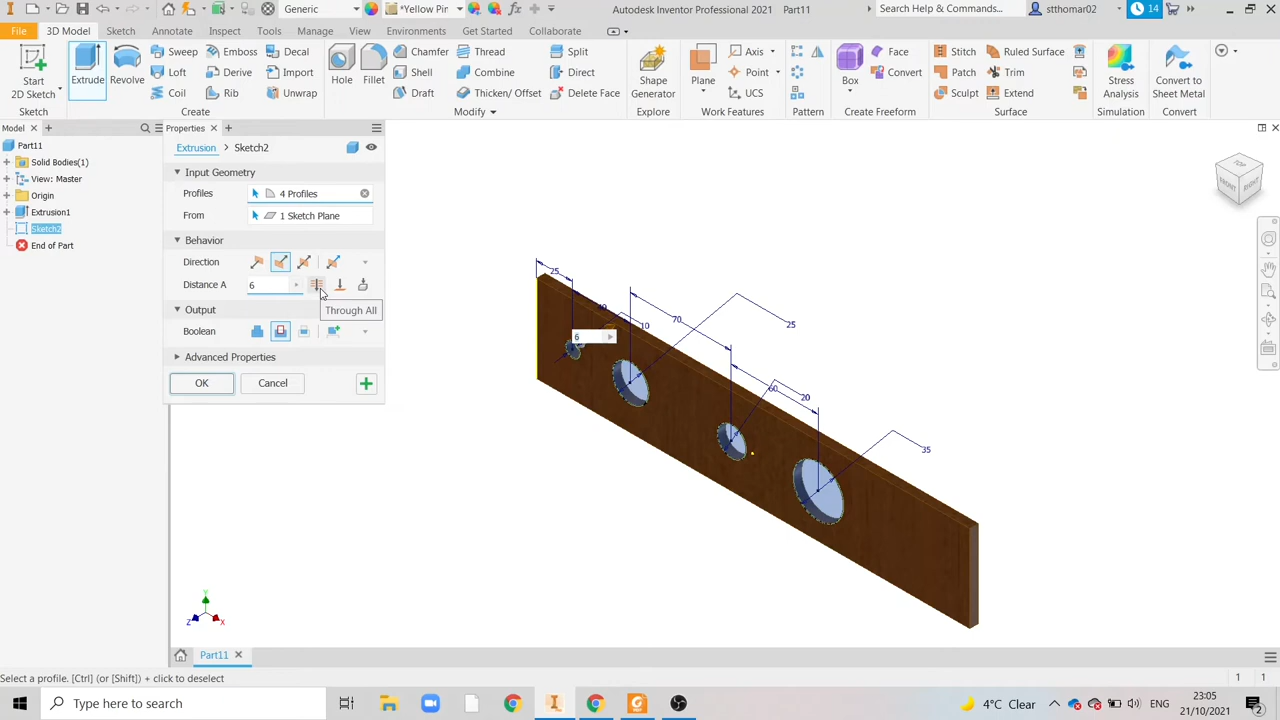 Generic
*Yellow Pin
Autodesk Inventor Professional 2021
Part11
Search Help & Commands...
stthomar02
14
File
3D Model
Sketch
Annotate
Inspect
Tools
Manage
View
Environments
Get Started
Collaborate
Start
2D Sketch
Extrude
Revolve
Sweep
Loft
Coil
Emboss
Derive
Rib
Decal
Import
Unwrap
Hole
Fillet
Chamfer
Shell
Draft
Thread
Combine
Thicken/ Offset
Split
Direct
Delete Face
Shape
Generator
Plane
Axis
Point
UCS
Box
Face
Convert
Stitch
Patch
Sculpt
Ruled Surface
Trim
Extend
Stress
Analysis
Convert to
Sheet Metal
Sketch
Create
Modify
Explore
Work Features
Pattern
Create Freeform
Surface
Simulation
Convert
Model
Part11
Solid Bodies(1)
View: Master
Origin
Extrusion1
Sketch2
End of Part
Properties
Extrusion > Sketch2
Input Geometry
Profiles
4 Profiles
From
1 Sketch Plane
Behavior
Direction
Distance A
6
Through All
Output
Boolean
Advanced Properties
OK
Cancel
TOP
FRONT
RIGHT
25
10
6
70
25
60
20
35
Y
Z
X
Part11
Select a profile. [Ctrl] (or [Shift]) + click to deselect
1
1
Type here to search
4°C Clear
ENG
23:05
21/10/2021
2